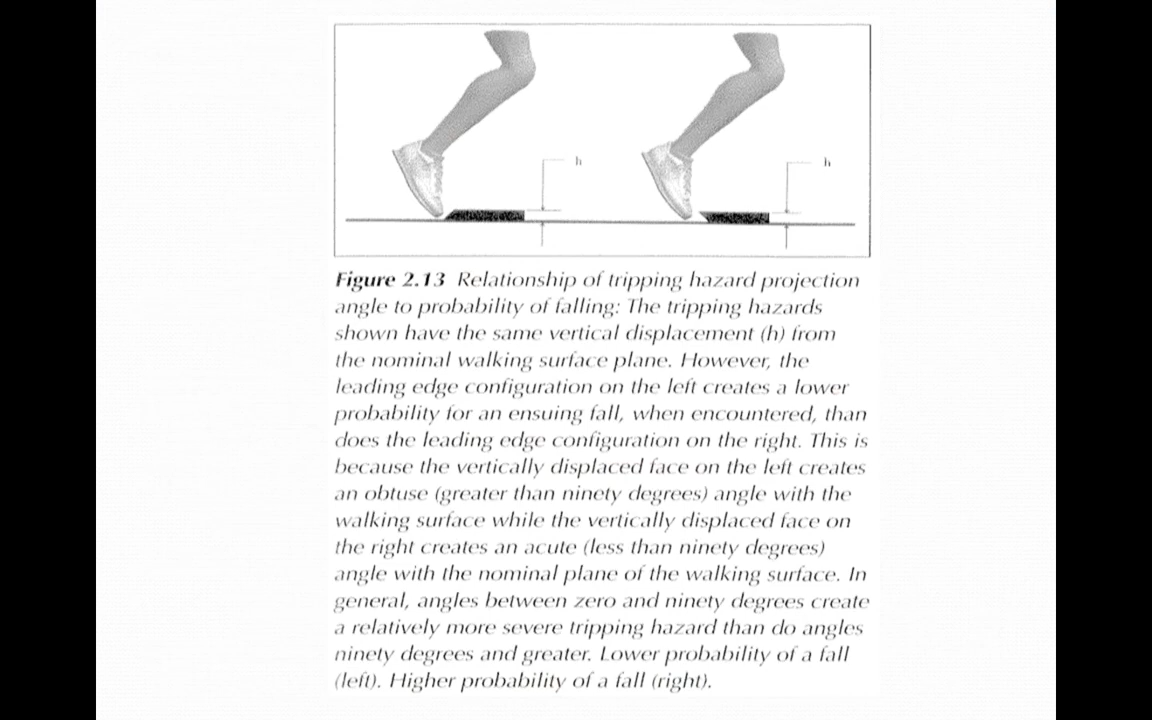 h
h
Figure 2.13 Relationship of tripping hazard projection
angle to probability of falling: The tripping hazards
shown have the same vertical displacement (h) from
the nominal walking surface plane. However, the
leading edge configuration on the left creates a lower
probability for an ensuing fall, when encountered, than
does the leading edge configuration on the right. This is
because the vertically displaced face on the left creates
an obtuse (greater than ninety degrees) angle with the
walking surface while the vertically displaced face on
the right creates an acute (less than ninety degrees)
angle with the nominal plane of the walking surface. In
general, angles between zero and ninety degrees create
a relatively more severe tripping hazard than do angles
ninety degrees and greater. Lower probability of a fall
(left). Higher probability of a fall (right).